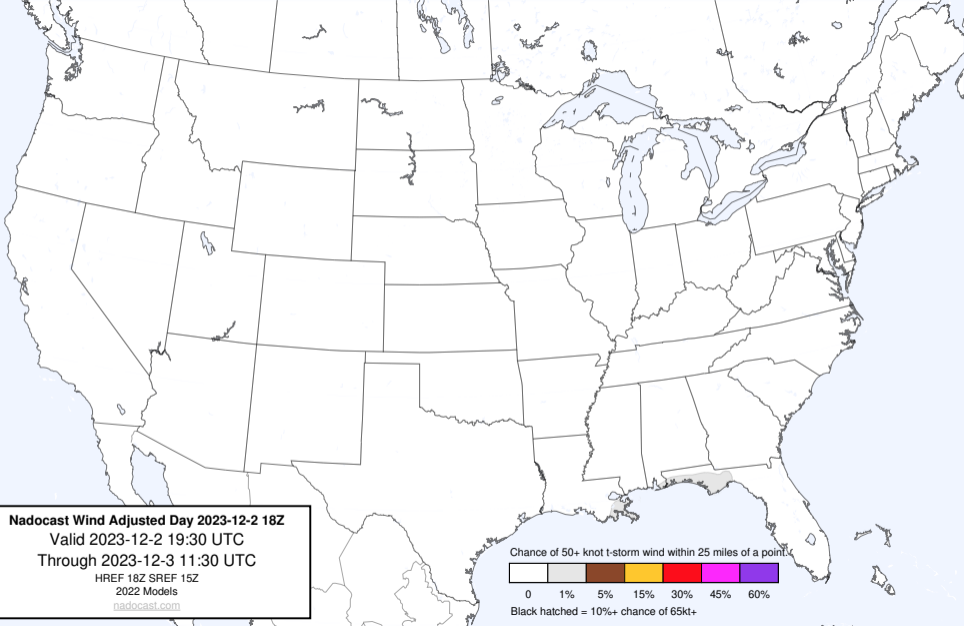 Nadocast Wind Adjusted Day 2023-12-2 18Z
Valid 2023-12-2 19:30 UTC
Through 2023-12-3 11:30 UTC
HREF 18Z SREF 15Z
2022 Models
nadocast.com
Chance of 50+ knot t-storm wind within 25 miles of a point.
0 1% 5% 15% 30% 45% 60%
Black hatched = 10%+ chance of 65kt+